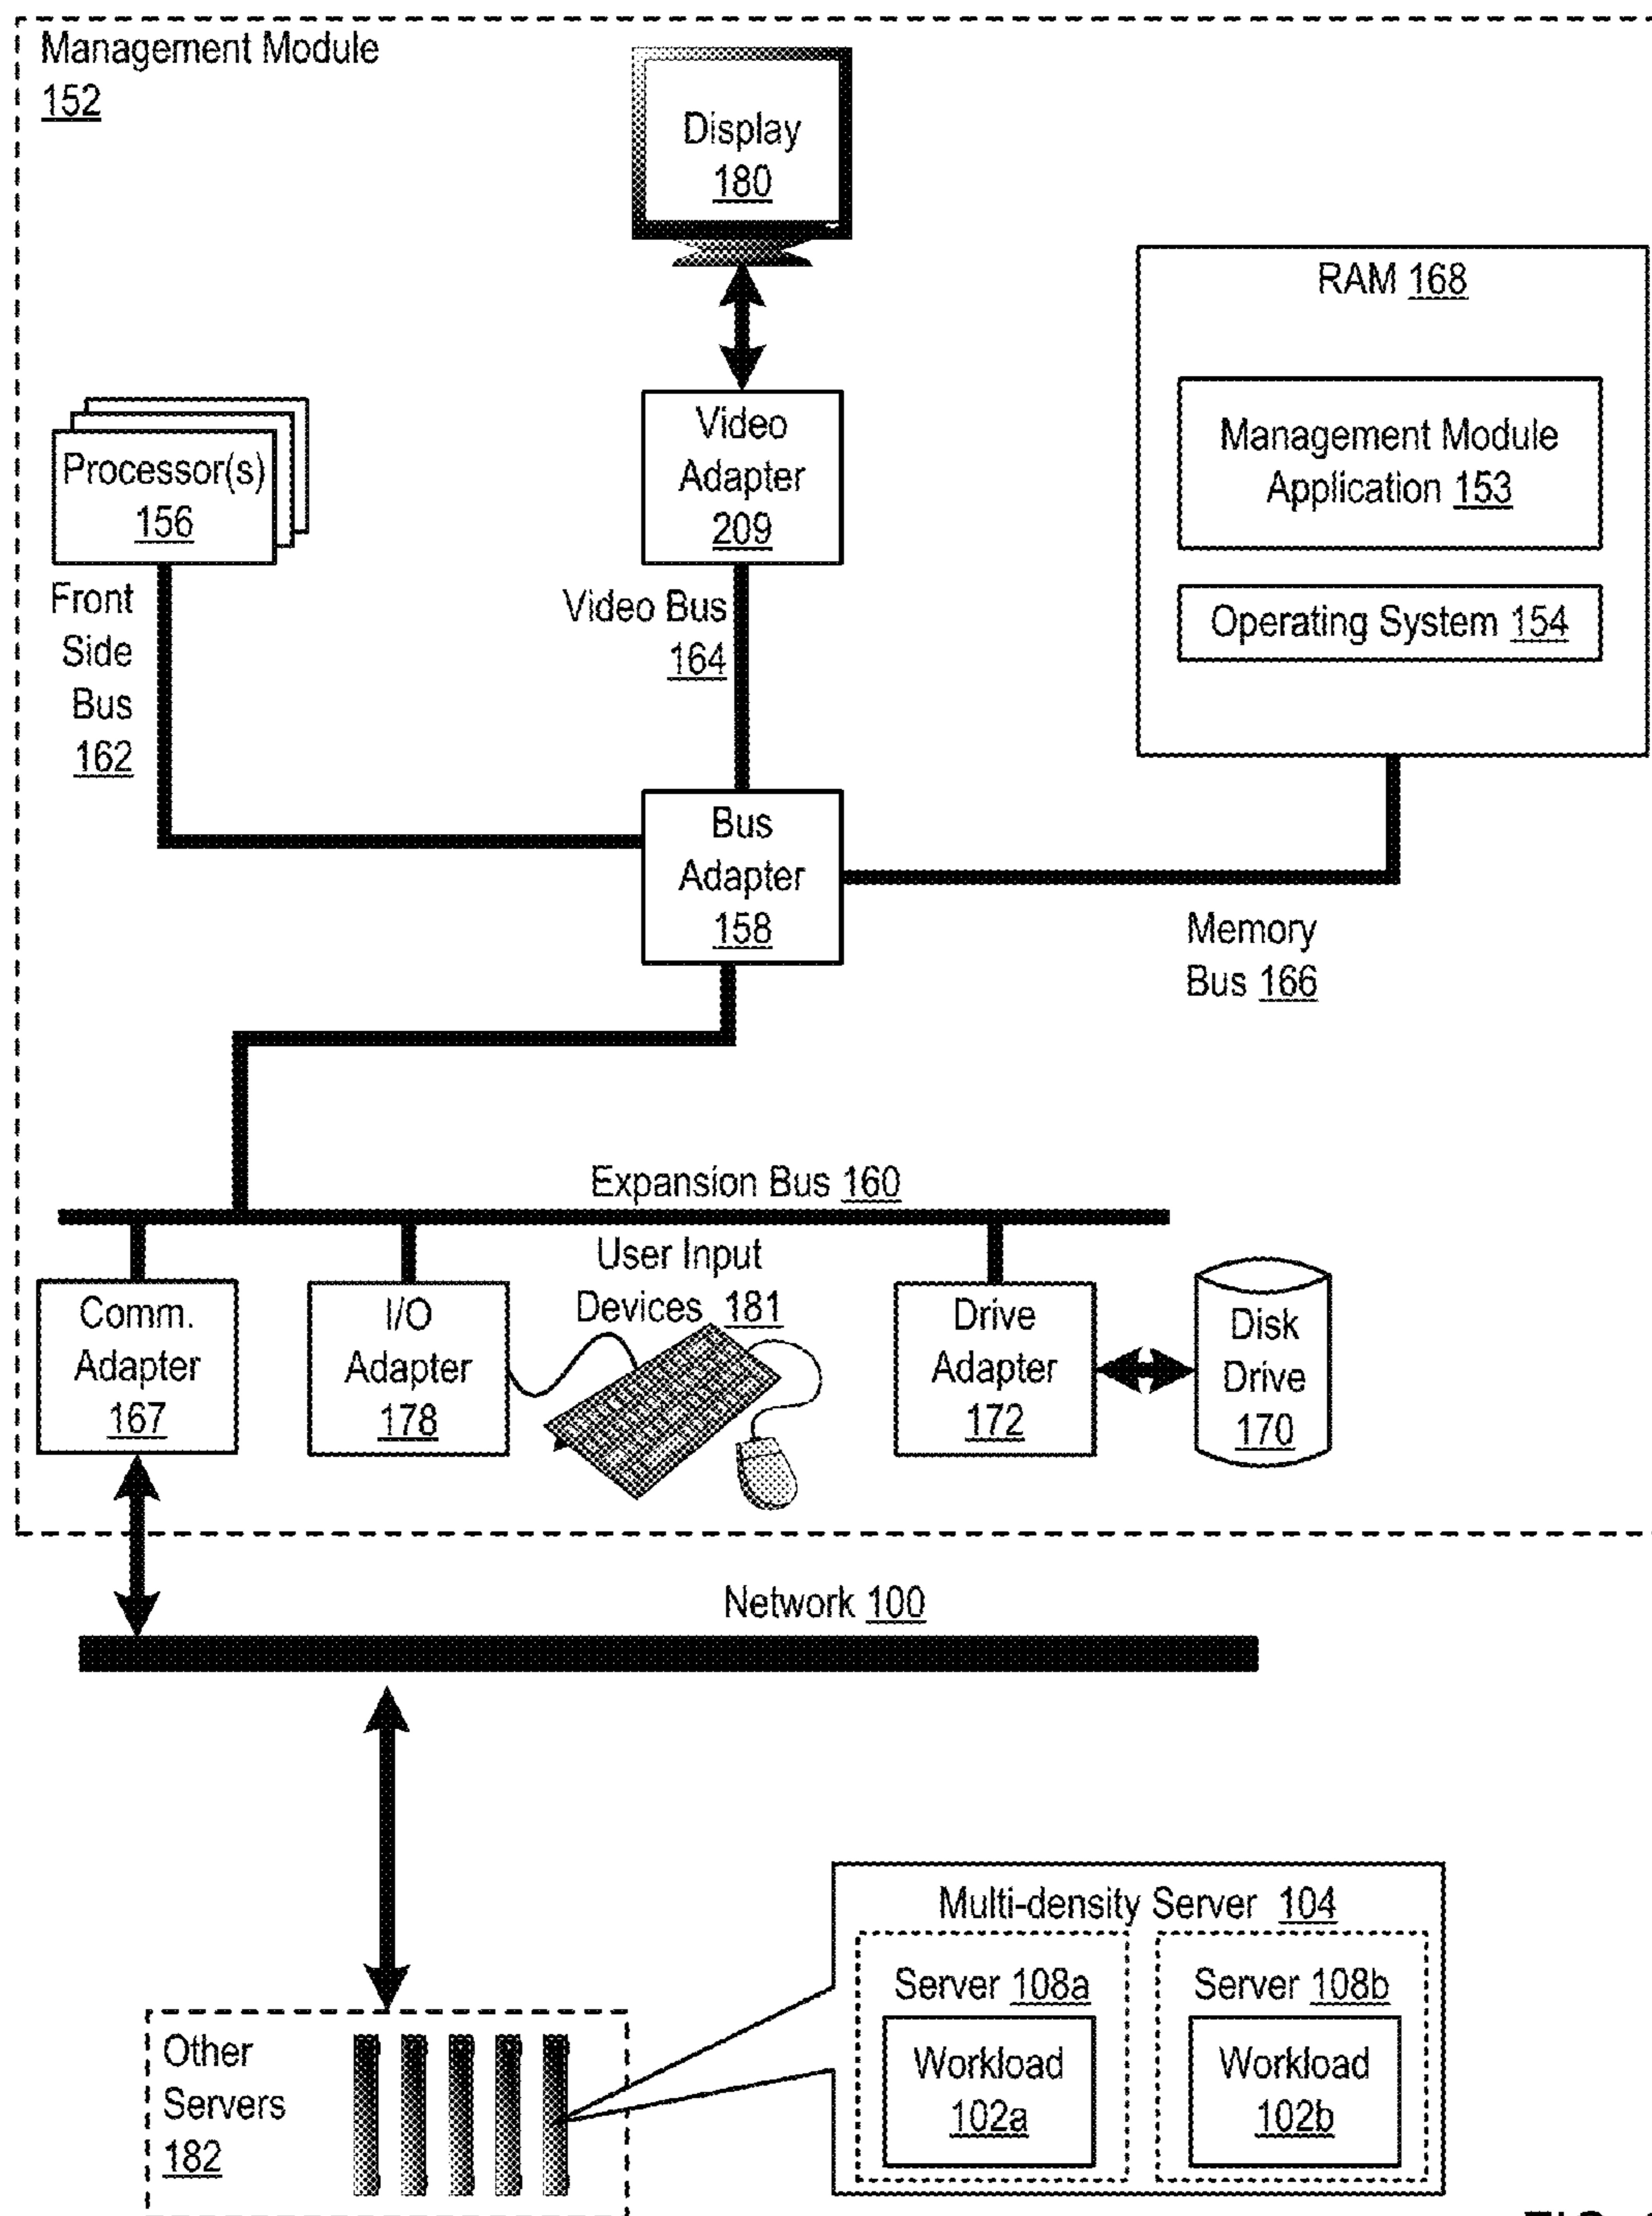 Management Module
152
Display
180
RAM 168
Management Module
Application 153
Operating System 154
Processor(s)
156
Video
Adapter
209
Front
Side
Bus
162
Video Bus
164
Bus
Adapter
158
Memory
Bus 166
Expansion Bus 160
Comm.
Adapter
167
I/O
Adapter
178
User Input
Devices 181
Drive
Adapter
172
Disk
Drive
170
Network 100
Multi-density Server 104
Server 108a
Workload
102a
Server 108b
Workload
102b
Other
Servers
182